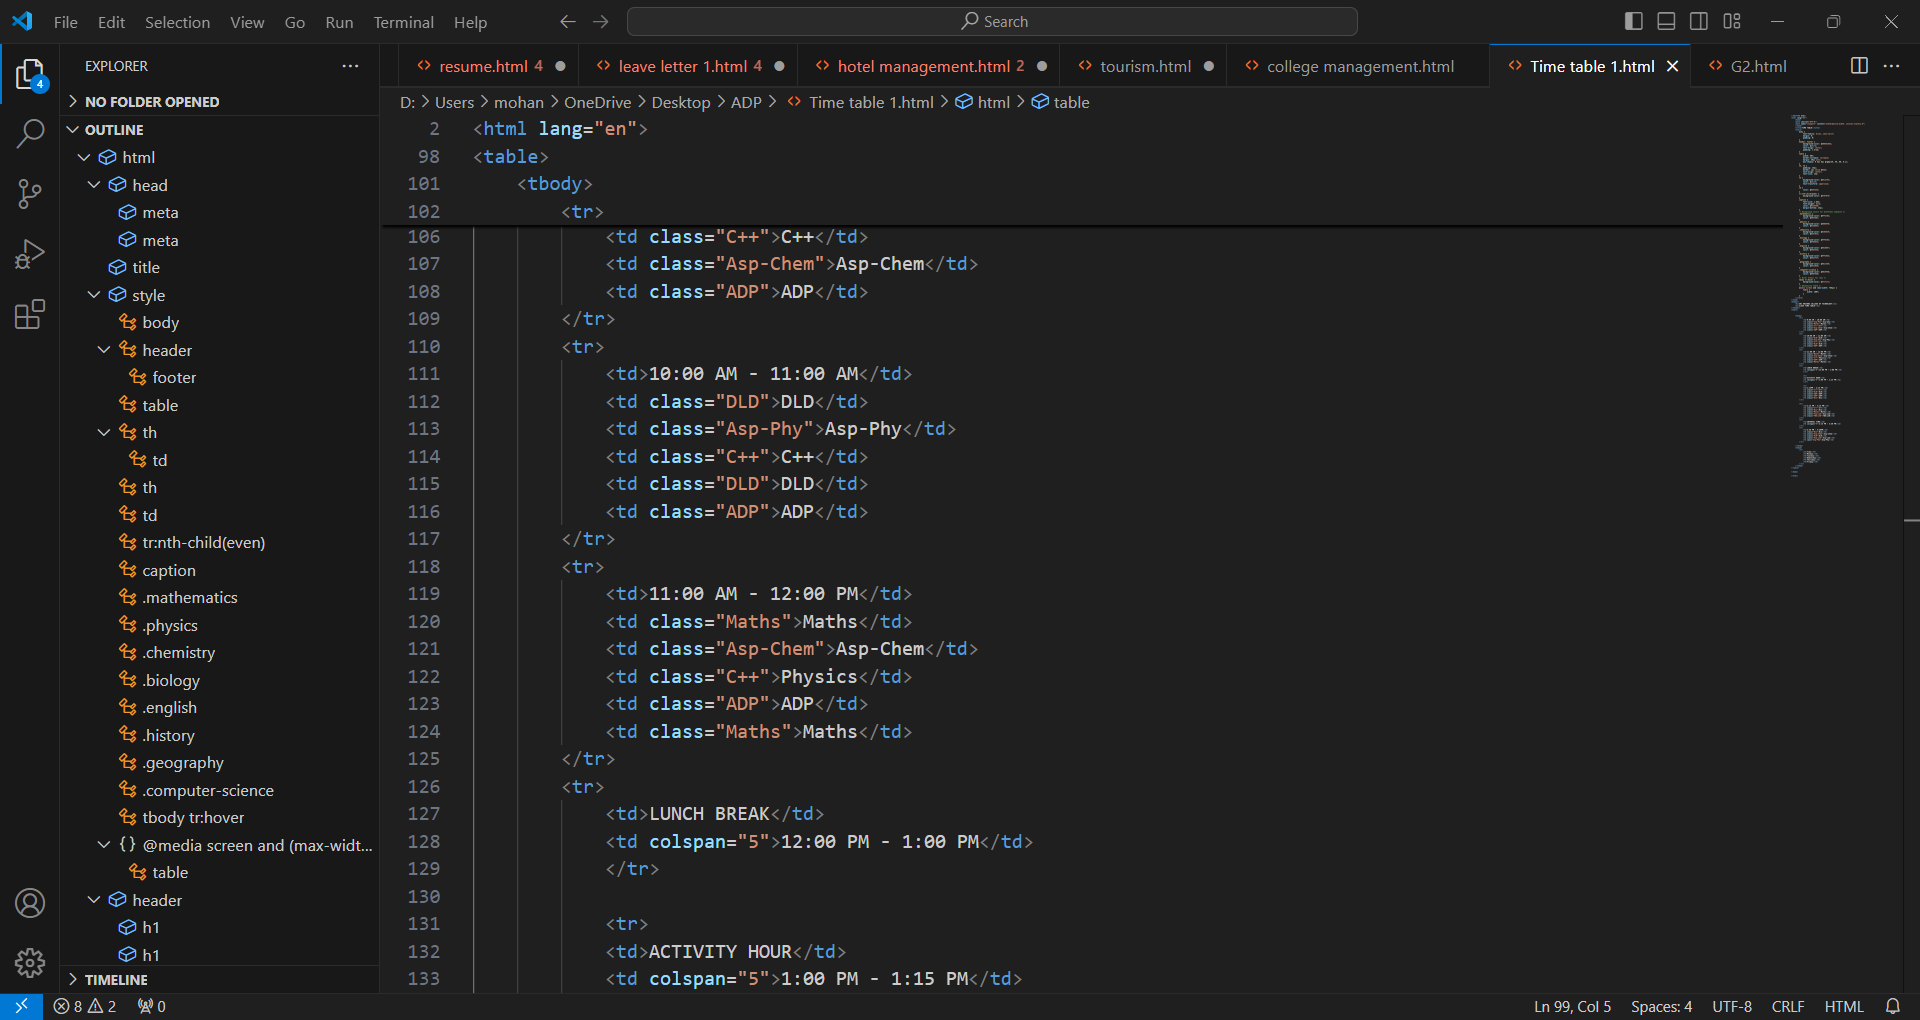 File Edit Selection View Go Run Terminal Help Search
EXPLORER
resume.html 4 leave letter 1.html 4 hotel management.html 2 tourism.html college management.html Time table 1.html G2.html
4
NO FOLDER OPENED
D: > Users > mohan > OneDrive > Desktop > ADP > Time table 1.html > html > table
OUTLINE
html
head
meta
meta
title
style
body
header
footer
table
th
td
th
td
tr:nth-child(even)
caption
.mathematics
.physics
.chemistry
.biology
.english
.history
.geography
.computer-science
tbody tr:hover
{} @media screen and (max-widt...
table
header
h1
h1
TIMELINE
2 <html lang="en">
98 <table>
101 <tbody>
102 <tr>
106 <td class="C++">C++</td>
107 <td class="Asp-Chem">Asp-Chem</td>
108 <td class="ADP">ADP</td>
109 </tr>
110 <tr>
111 <td>10:00 AM - 11:00 AM</td>
112 <td class="DLD">DLD</td>
113 <td class="Asp-Phy">Asp-Phy</td>
114 <td class="C++">C++</td>
115 <td class="DLD">DLD</td>
116 <td class="ADP">ADP</td>
117 </tr>
118 <tr>
119 <td>11:00 AM - 12:00 PM</td>
120 <td class="Maths">Maths</td>
121 <td class="Asp-Chem">Asp-Chem</td>
122 <td class="C++">Physics</td>
123 <td class="ADP">ADP</td>
124 <td class="Maths">Maths</td>
125 </tr>
126 <tr>
127 <td>LUNCH BREAK</td>
128 <td colspan="5">12:00 PM - 1:00 PM</td>
129 </tr>
130
131 <tr>
132 <td>ACTIVITY HOUR</td>
133 <td colspan="5">1:00 PM - 1:15 PM</td>
8 2 0 Ln 99, Col 5 Spaces: 4 UTF-8 CRLF HTML